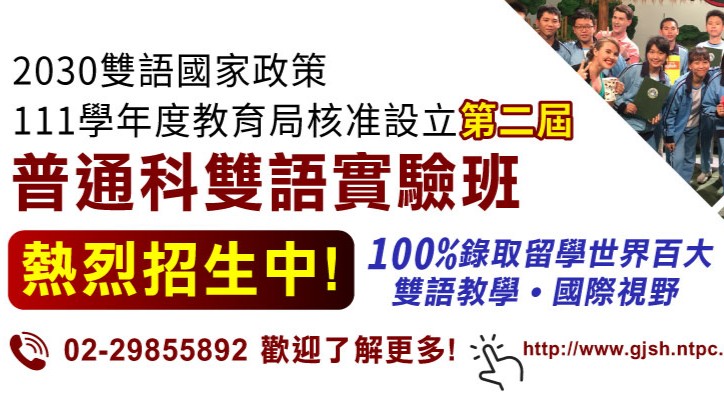 2030雙語國家政策
111學年度教育局核准設立第二屆
普通科雙語實驗班
熱烈招生中!
100%錄取留學世界百大
雙語教學•國際視野
02-29855892 歡迎了解更多!
http://www.gjsh.ntpc.